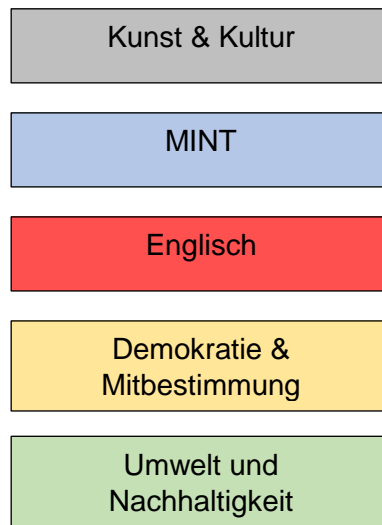 Kunst & Kultur
MINT
Englisch
Demokratie &
Mitbestimmung
Umwelt und
Nachhaltigkeit